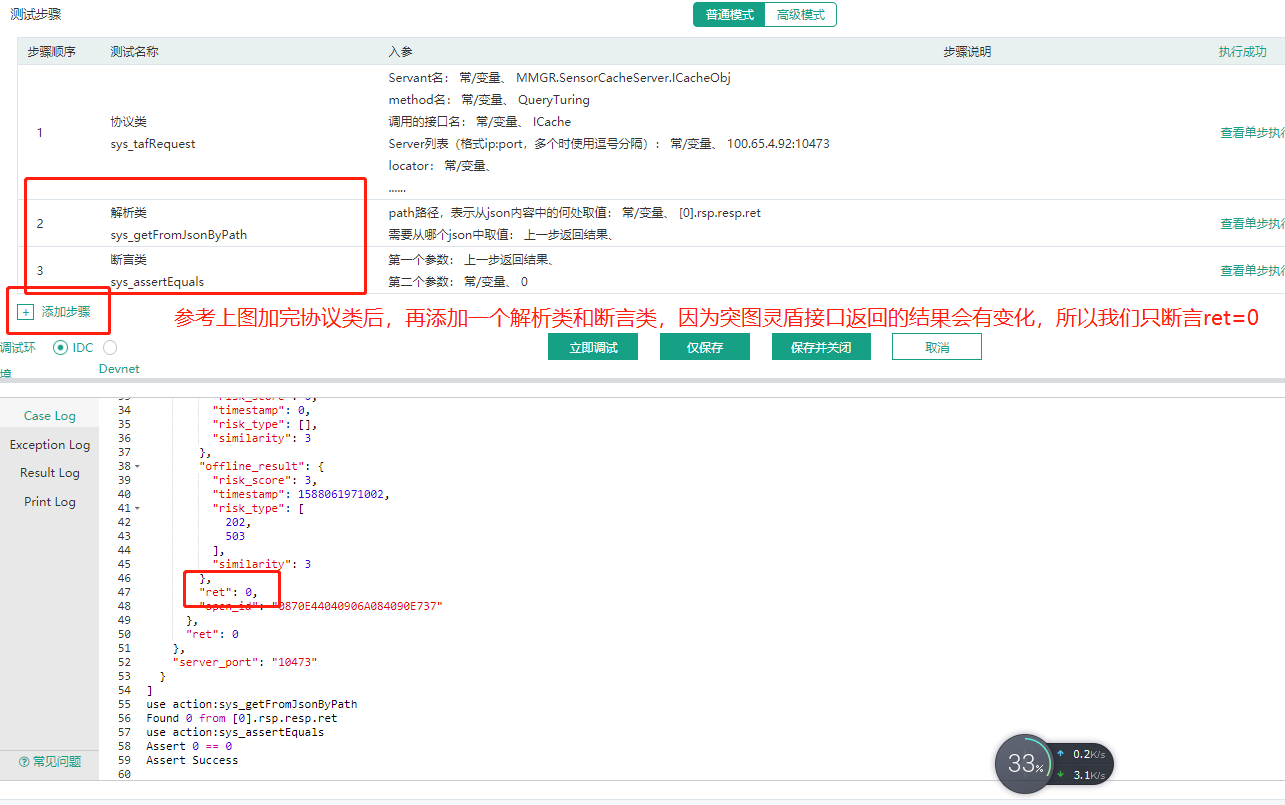 测试步骤
普通模式 高级模式
步骤顺序 测试名称 入参 步骤说明 执行成功
Servant名： 常/变量、 MMGR.SensorCacheServer.ICacheObj
method名： 常/变量、 QueryTuring
1 协议类 调用的接口名： 常/变量、 ICache 查看单步执行
sys_tafRequest Server列表（格式ip:port，多个时使用逗号分隔）： 常/变量、 100.65.4.92:10473
locator： 常/变量、
......
2 解析类 path路径，表示从json内容中的何处取值： 常/变量、 [0].rsp.resp.ret 查看单步执行
sys_getFromJsonByPath 需要从哪个json中取值： 上一步返回结果、
3 断言类 第一个参数： 上一步返回结果、 查看单步执行
sys_assertEquals 第二个参数： 常/变量、 0
+ 添加步骤
参考上图加完协议类后，再添加一个解析类和断言类，因为突图灵盾接口返回的结果会有变化，所以我们只断言ret=0
调试环境 IDC Devnet
立即调试 仅保存 保存并关闭 取消
Case Log
Exception Log
Result Log
Print Log
? 常见问题
34 "timestamp": 0,
35 "risk_type": [],
36 "similarity": 3
37 },
38 "offline_result": {
39 "risk_score": 3,
40 "timestamp": 1588061971002,
41 "risk_type": [
42 202,
43 503
44 ],
45 "similarity": 3
46 },
47 "ret": 0,
48 "open_id": "0870E44040906A084090E737"
49 },
50 "ret": 0
51 },
52 "server_port": "10473"
53 }
54 ]
55 use action:sys_getFromJsonByPath
56 Found 0 from [0].rsp.resp.ret
57 use action:sys_assertEquals
58 Assert 0 == 0
59 Assert Success
60
33%
0.2K/s
3.1K/s